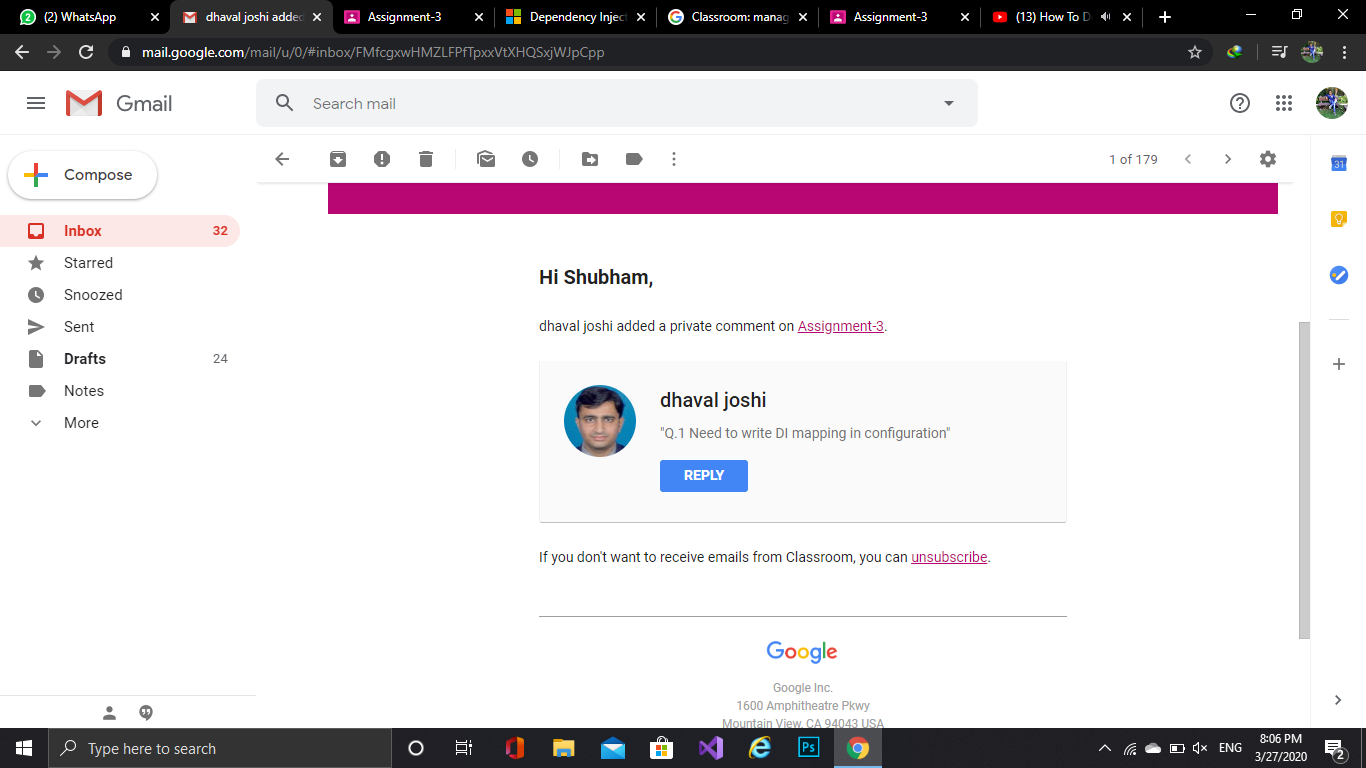 (2) WhatsApp
dhaval joshi added
Assignment-3
Dependency Inject
Classroom: manag
Assignment-3
(13) How To D
mail.google.com/mail/u/0/#inbox/FMfcgxwHMZLFPfTpxxVtXHQSxjWJpCpp
Gmail
Search mail
Compose
1 of 179
31
Inbox 32
Starred
Snoozed
Sent
Drafts 24
Notes
More
Hi Shubham,
dhaval joshi added a private comment on Assignment-3.
dhaval joshi
"Q.1 Need to write DI mapping in configuration"
REPLY
If you don't want to receive emails from Classroom, you can unsubscribe.
Google
Google Inc.
1600 Amphitheatre Pkwy
Mountain View, CA 94043 USA
Type here to search
Ps
ENG
8:06 PM
3/27/2020
2